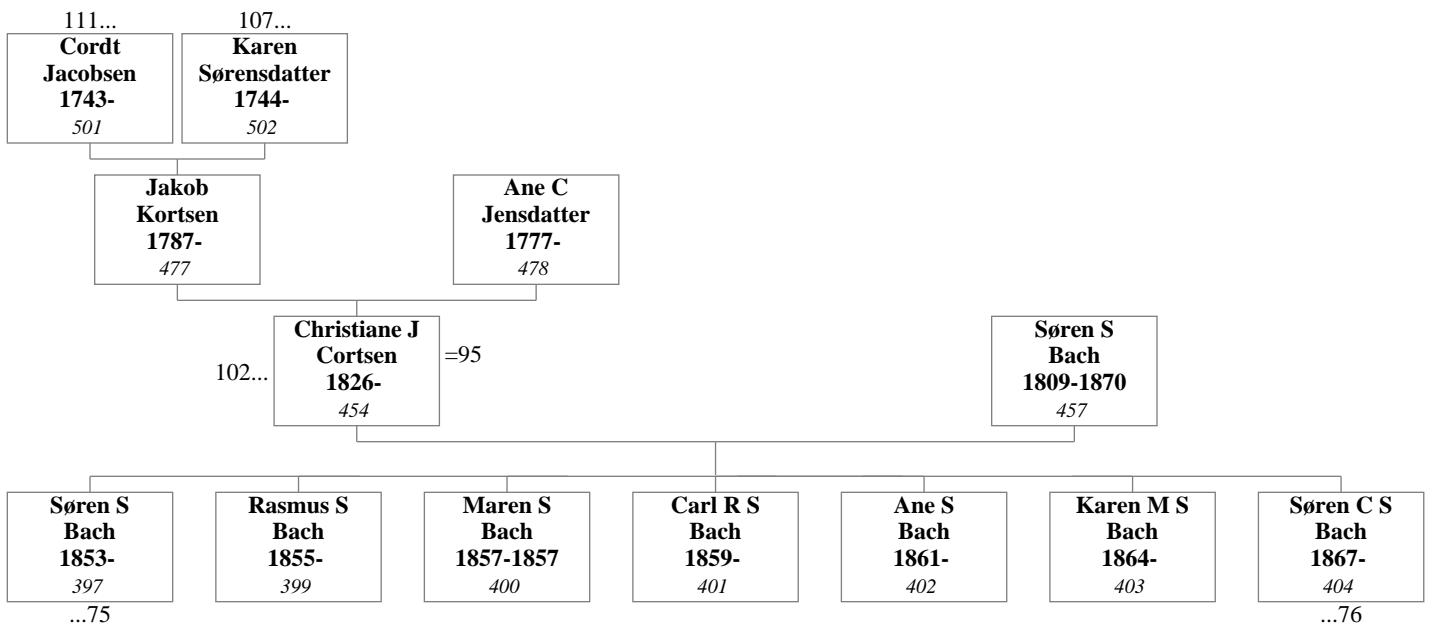 111...
Cordt
Jacobsen
1743-
501
107...
Karen
Sørensdatter
1744-
502
Jakob
Kortsen
1787-
477
Ane C
Jensdatter
1777-
478
102...
Christiane J
Cortsen
1826-
454
=95
Søren S
Bach
1809-1870
457
Søren S
Bach
1853-
397
...75
Rasmus S
Bach
1855-
399
Maren S
Bach
1857-1857
400
Carl R S
Bach
1859-
401
Ane S
Bach
1861-
402
Karen M S
Bach
1864-
403
Søren C S
Bach
1867-
404
...76